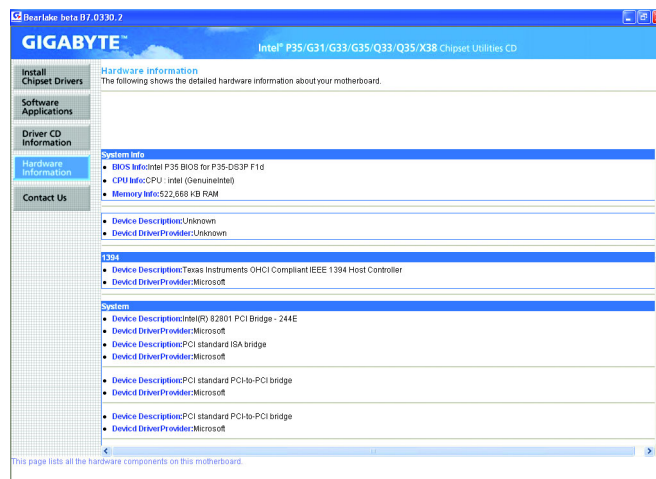 Bearlake beta B7.0330.2
GIGABYTE™
Intel® P35/G31/G33/G35/Q33/Q35/X38 Chipset Utilities CD
Install
Chipset Drivers
Software
Applications
Driver CD
Information
Hardware
Information
Contact Us
Hardware information
The following shows the detailed hardware information about your motherboard.
System Info
• BIOS Info:Intel P35 BIOS for P35-DS3P F1d
• CPU Info:CPU : intel (GenuineIntel)
• Memory Info:522,668 KB RAM
• Device Description:Unknown
• Devicd DriverProvider:Unknown
1394
• Device Description:Texas Instruments OHCI Compliant IEEE 1394 Host Controller
• Devicd DriverProvider:Microsoft
System
• Device Description:Intel(R) 82801 PCI Bridge - 244E
• Devicd DriverProvider:Microsoft
• Device Description:PCI standard ISA bridge
• Devicd DriverProvider:Microsoft
• Device Description:PCI standard PCI-to-PCI bridge
• Devicd DriverProvider:Microsoft
• Device Description:PCI standard PCI-to-PCI bridge
• Devicd DriverProvider:Microsoft
This page lists all the hardware components on this motherboard.